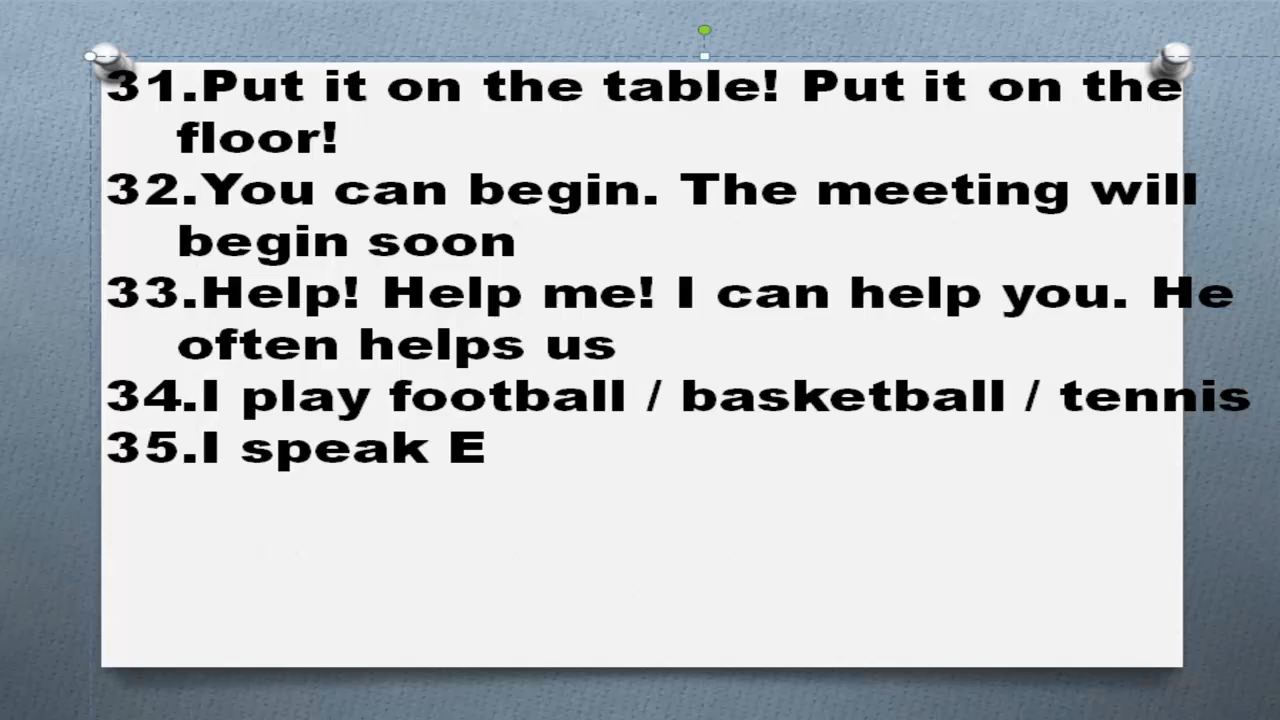 31.Put it on the table! Put it on the
floor!
32.You can begin. The meeting will
begin soon
33.Help! Help me! I can help you. He
often helps us
34.I play football / basketball / tennis
35.I speak E